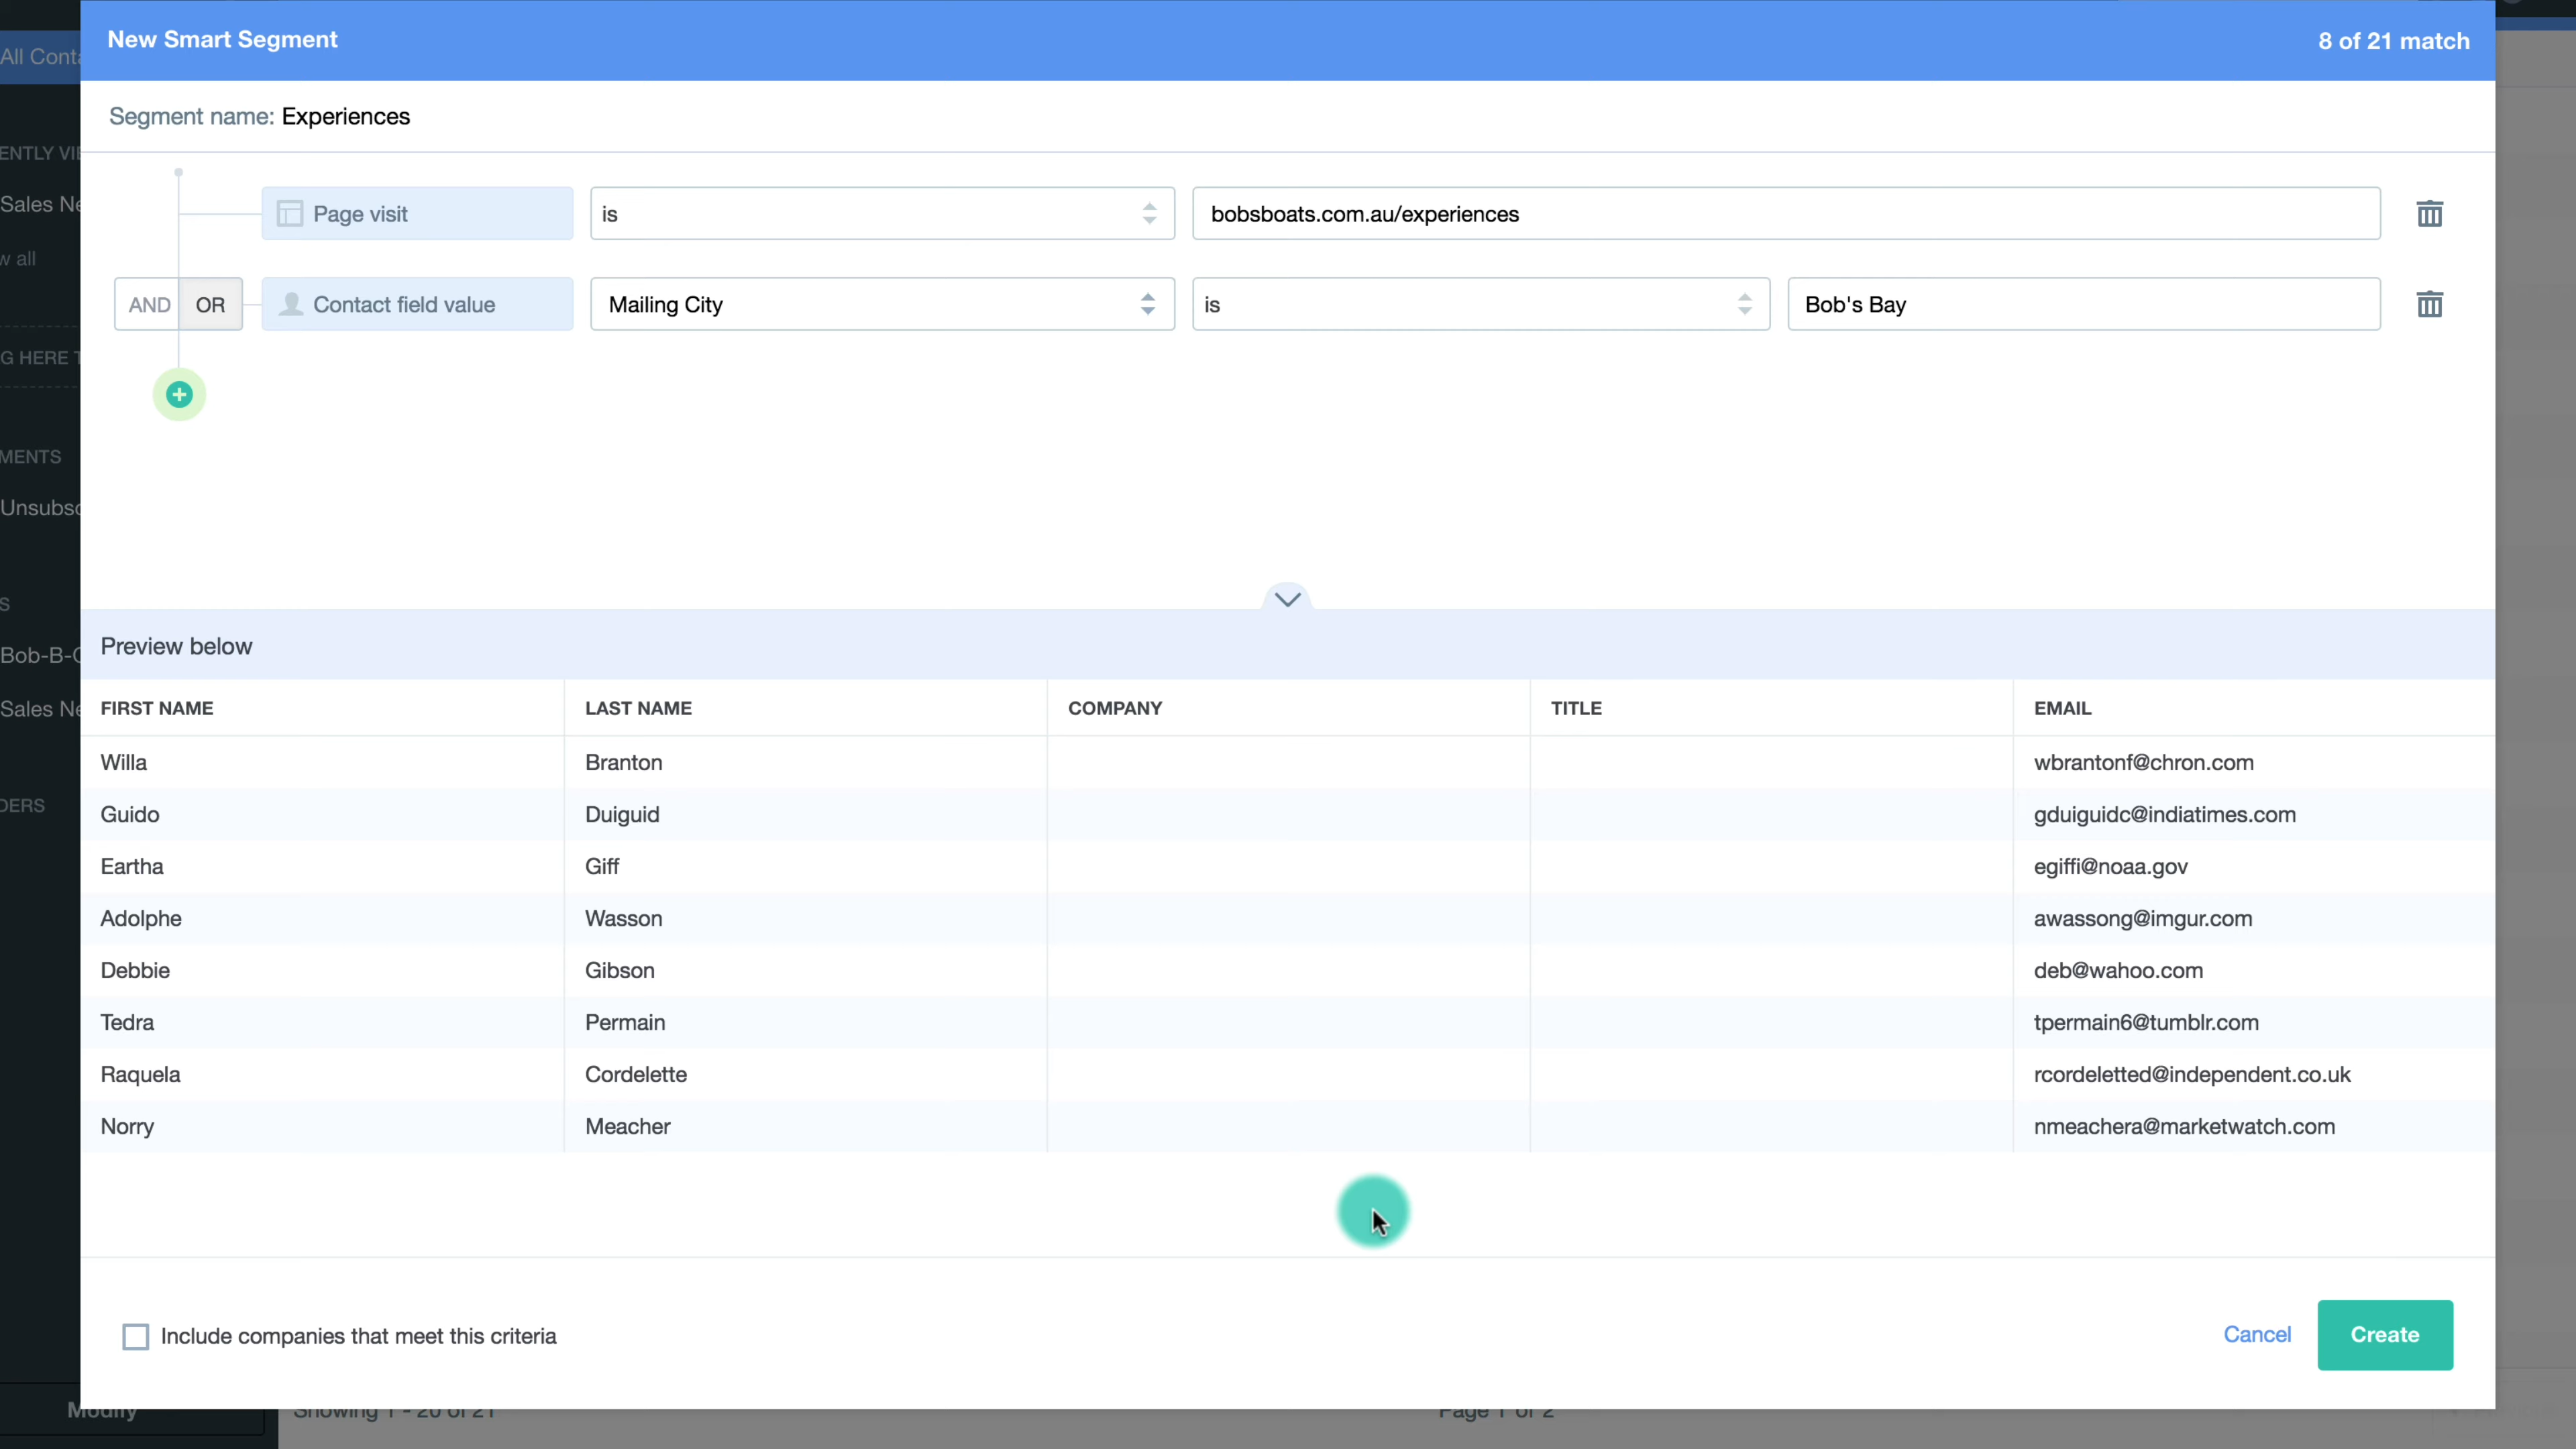 New Smart Segment 8 of 21 match
All Conta
Segment name: Experiences
ENTLY VIE
Sales Ne
Page visit is bobsboats.com.au/experiences
w all
AND OR Contact field value Mailing City is Bob's Bay
G HERE T
MENTS
Unsubsc
S
Preview below
Bob-B-C
FIRST NAME LAST NAME COMPANY TITLE EMAIL
Sales Ne
Willa Branton wbrantonf@chron.com
DERS
Guido Duiguid gduiguidc@indiatimes.com
Eartha Giff egiffi@noaa.gov
Adolphe Wasson awassong@imgur.com
Debbie Gibson deb@wahoo.com
Tedra Permain tpermain6@tumblr.com
Raquela Cordelette rcordeletted@independent.co.uk
Norry Meacher nmeachera@marketwatch.com
Include companies that meet this criteria Cancel Create
Modify Showing 1 - 20 of 21 Page 1 of 2